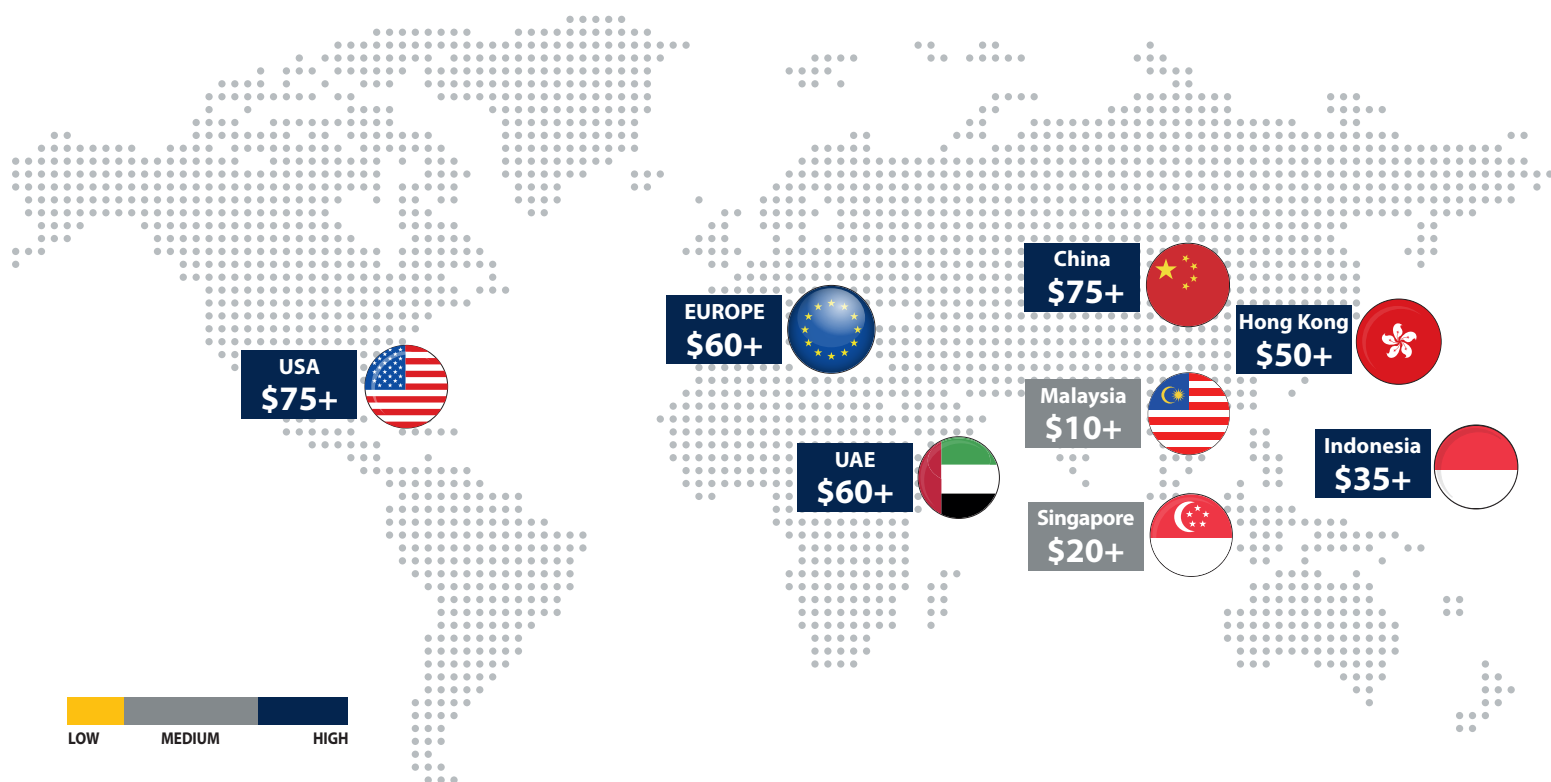 China
$75+
EUROPE
$60+
Hong Kong
$50+
USA
$75+
Malaysia
$10+
Indonesia
$35+
UAE
$60+
Singapore
$20+
LOW MEDIUM HIGH